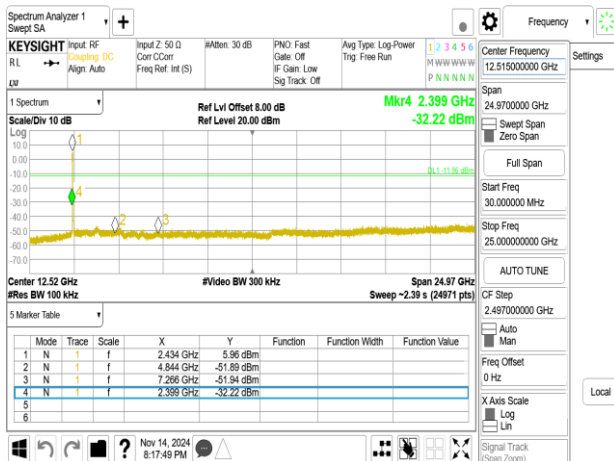 Spectrum Analyzer 1
Swept SA
Frequency
KEYSIGHT
RL
Input: RF
Coupling: DC
Align: Auto
Input Z: 50 Ω
Corr CCorr
Freq Ref: Int (S)
#Atten: 30 dB
PNO: Fast
Gate: Off
IF Gain: Low
Sig Track: Off
Avg Type: Log-Power
Trig: Free Run
1 2 3 4 5 6
M W W W W W
P N N N N N
1 Spectrum
Scale/Div 10 dB
Ref Lvl Offset 8.00 dB
Ref Level 20.00 dBm
Mkr4 2.399 GHz
-32.22 dBm
Log
10.0
0.00
-10.0
-20.0
-30.0
-40.0
-50.0
-60.0
-70.0
1
4
2
3
DL1 -11.96 dBm
Center 12.52 GHz
#Res BW 100 kHz
#Video BW 300 kHz
Span 24.97 GHz
Sweep ~2.39 s (24971 pts)
5 Marker Table
Mode Trace Scale X Y Function Function Width Function Value
1 N 1 f 2.434 GHz 5.96 dBm
2 N 1 f 4.844 GHz -51.89 dBm
3 N 1 f 7.266 GHz -51.94 dBm
4 N 1 f 2.399 GHz -32.22 dBm
5
6
Nov 14, 2024
8:17:49 PM
Center Frequency
12.515000000 GHz
Settings
Span
24.9700000 GHz
Swept Span
Zero Span
Full Span
Start Freq
30.000000 MHz
Stop Freq
25.000000000 GHz
AUTO TUNE
CF Step
2.497000000 GHz
Auto
Man
Freq Offset
0 Hz
Local
X Axis Scale
Log
Lin
Signal Track
(Span Zoom)